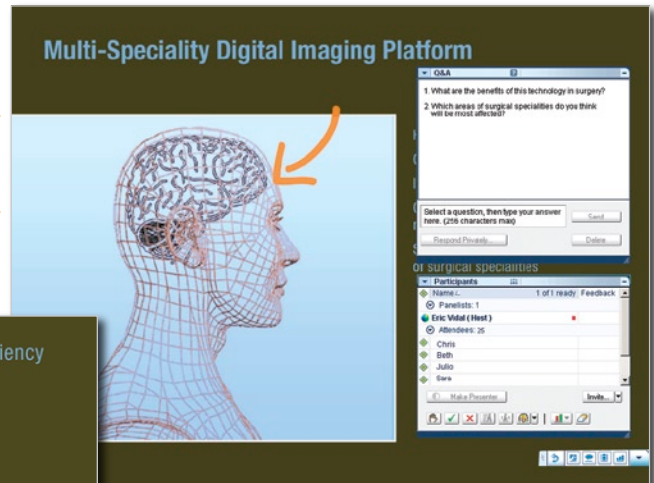 Multi-Speciality Digital Imaging Platform
Q&A
1. What are the benefits of this technology in surgery?
2 Which areas of surgical specialities do you think
will be most affected?
Select a question, then type your answer
here. (256 characters max)
Send
Respond Privately...
Delete
of surgical specialities
Participants
Name
1 of 1 ready
Feedback
Panelists: 1
Eric Vidal (Host)
Attendees: 25
Chris
Beth
Julio
Sara
Make Presenter
Invite...
iency